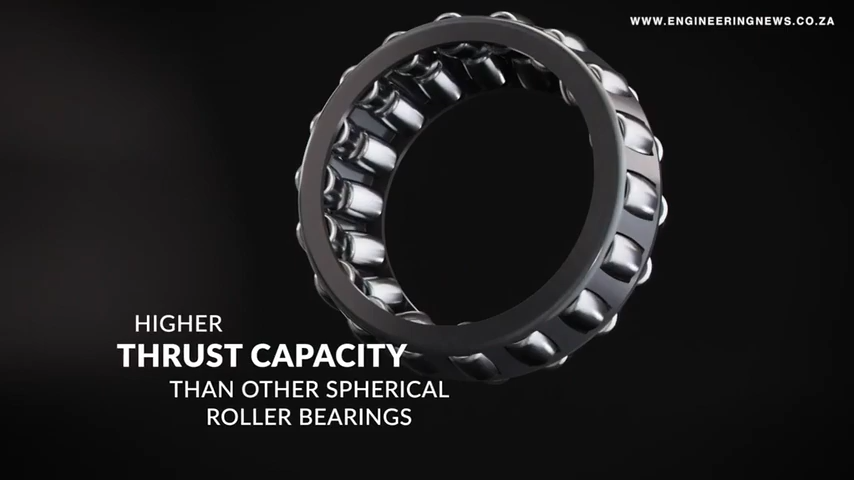 WWW.ENGINEERINGNEWS.CO.ZA
HIGHER
THRUST CAPACITY
THAN OTHER SPHERICAL
ROLLER BEARINGS